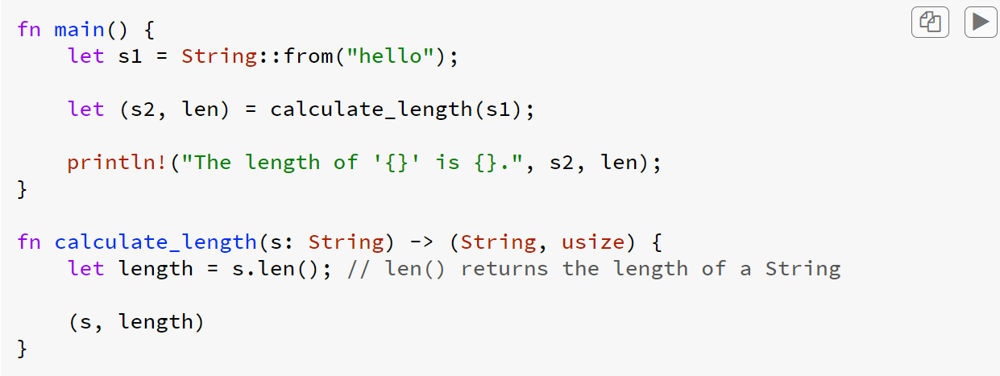 fn main() {
    let s1 = String::from("hello");
    let (s2, len) = calculate_length(s1);
    println!("The length of '{}' is {}.", s2, len);
}
fn calculate_length(s: String) -> (String, usize) {
    let length = s.len(); // len() returns the length of a String
    (s, length)
}